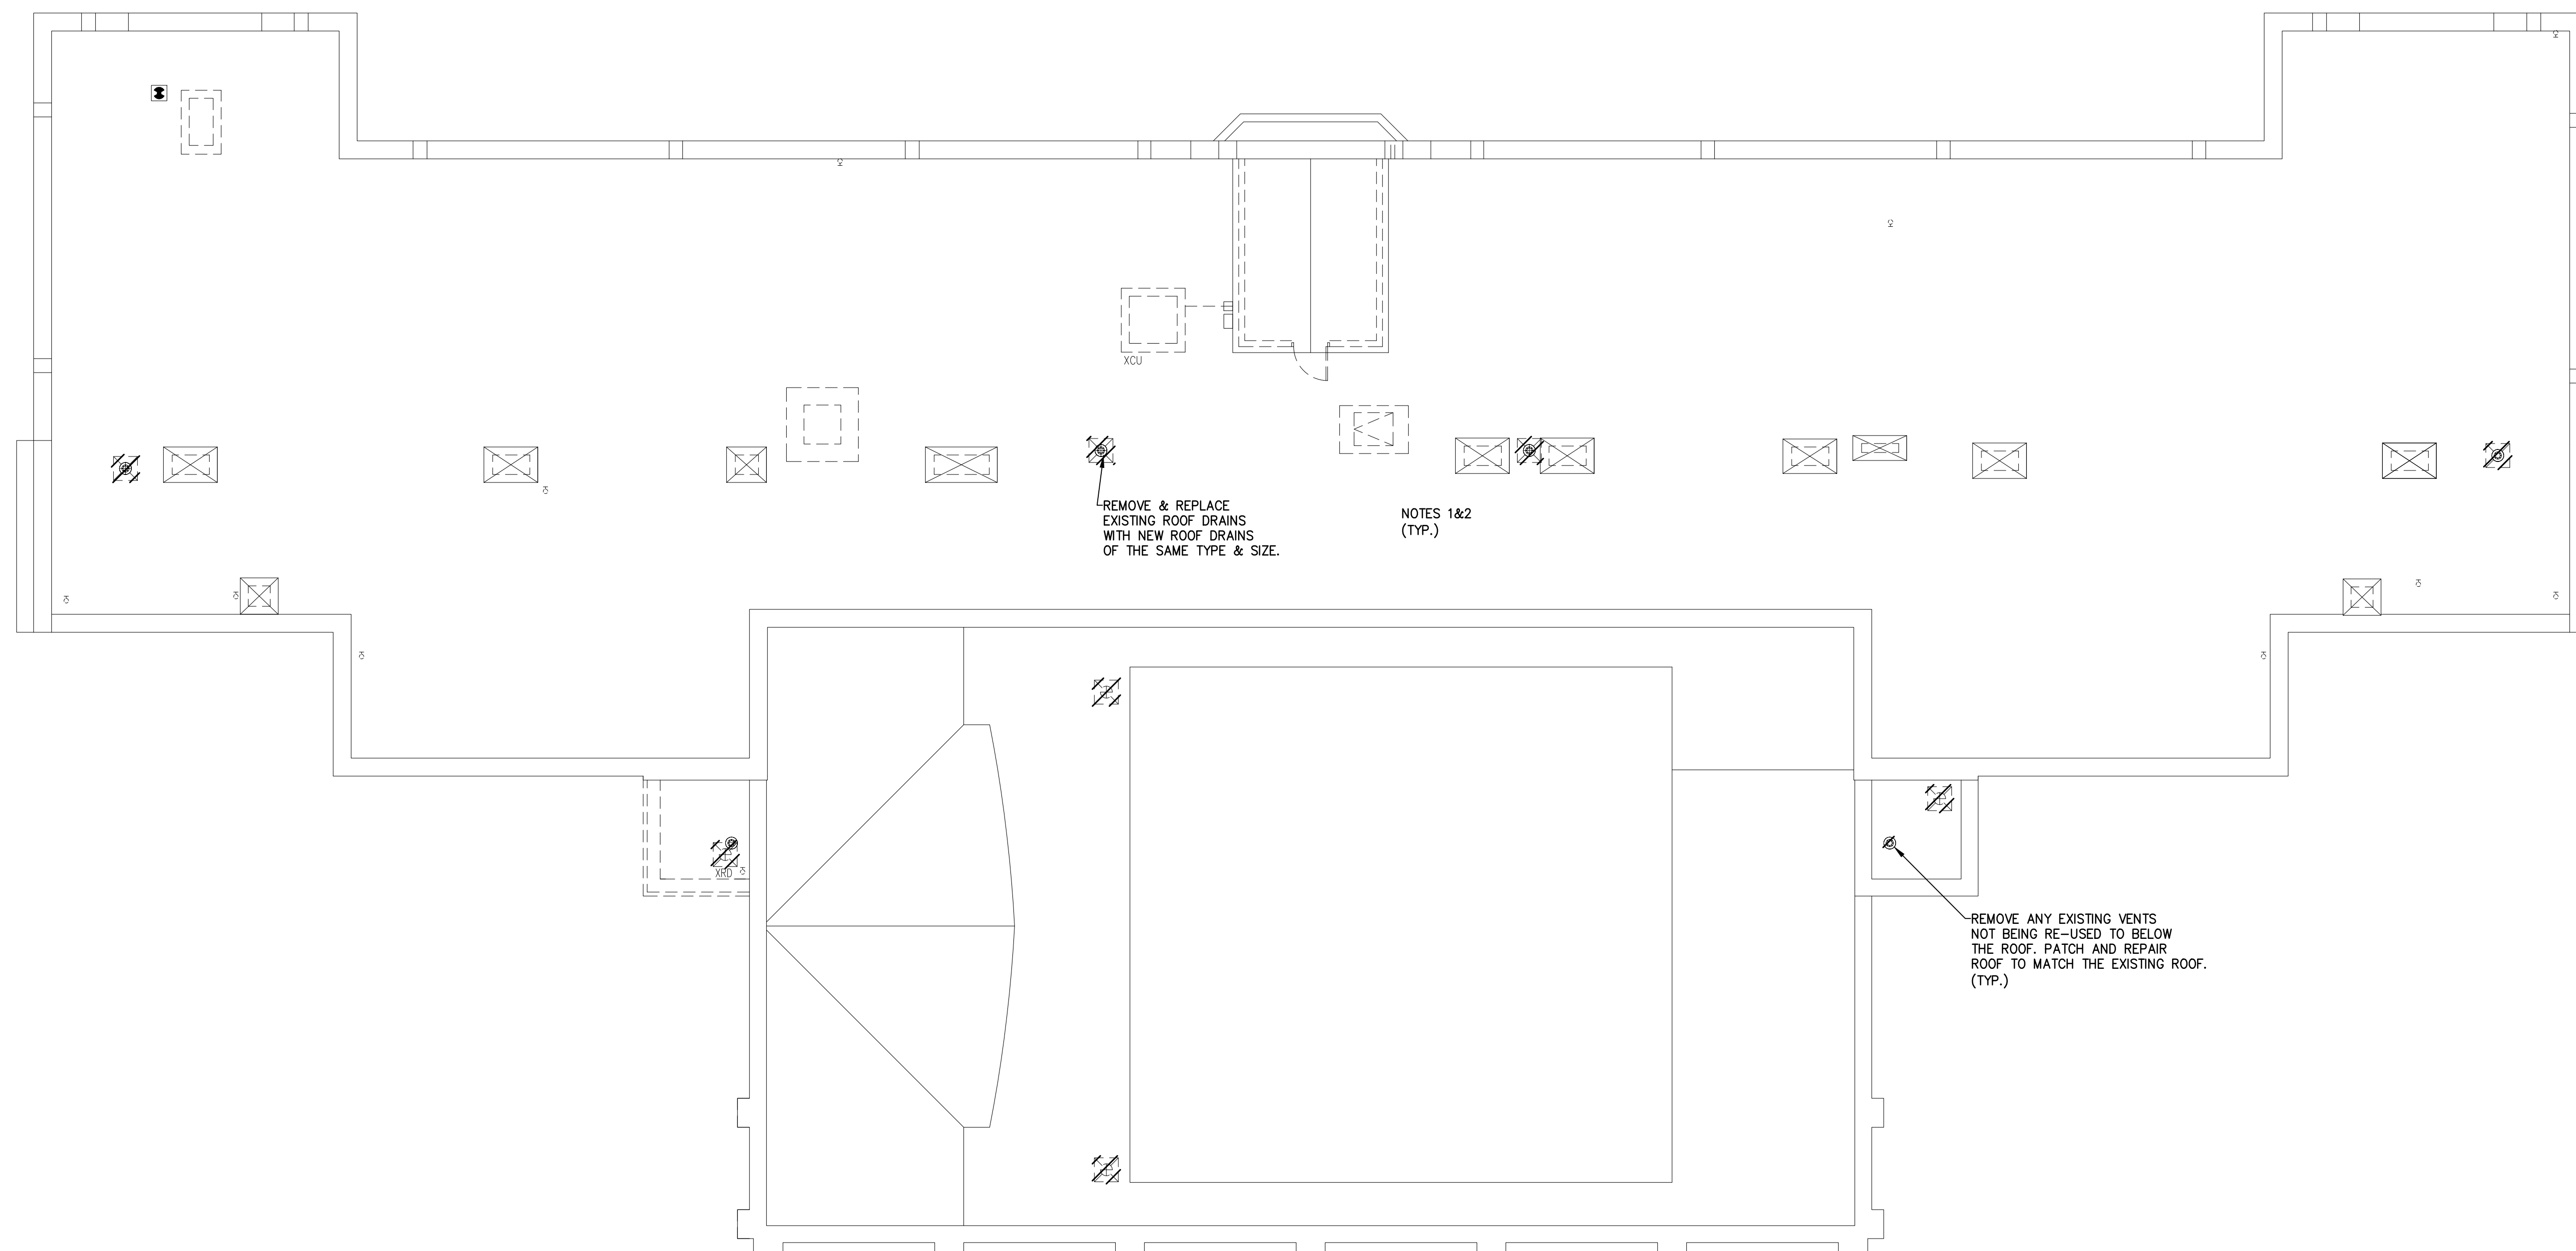 XCU
REMOVE & REPLACE
EXISTING ROOF DRAINS
WITH NEW ROOF DRAINS
OF THE SAME TYPE & SIZE.
NOTES 1&2
(TYP.)
XRD
REMOVE ANY EXISTING VENTS
NOT BEING RE-USED TO BELOW
THE ROOF. PATCH AND REPAIR
ROOF TO MATCH THE EXISTING ROOF.
(TYP.)